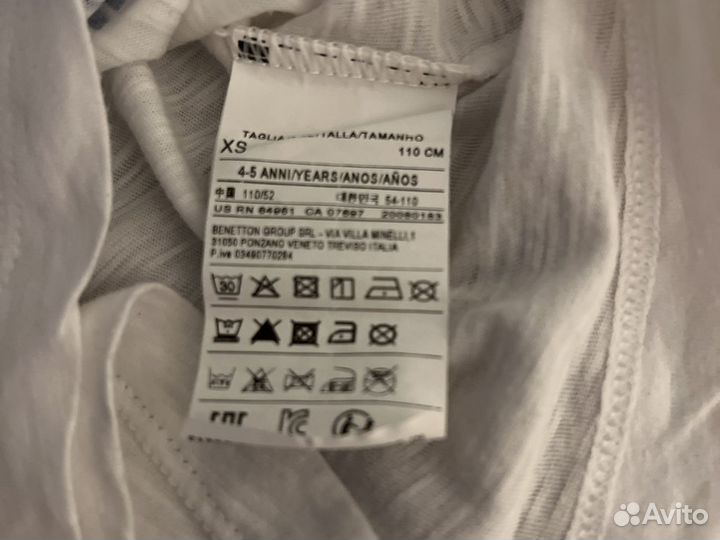 TALLA/TAMANHO
XS 110 CM
4-5 ANNI/YEARS/ANOS/AÑOS
中国 110/52 대한민국 54-110
US RN 84961 CA 07697 20080183
BENETTON GROUP SRL - VIA VILLA MINELLI,1
31050 PONZANO VENETO TREVISO ITALIA
P.iva 03490770264
30
Avito